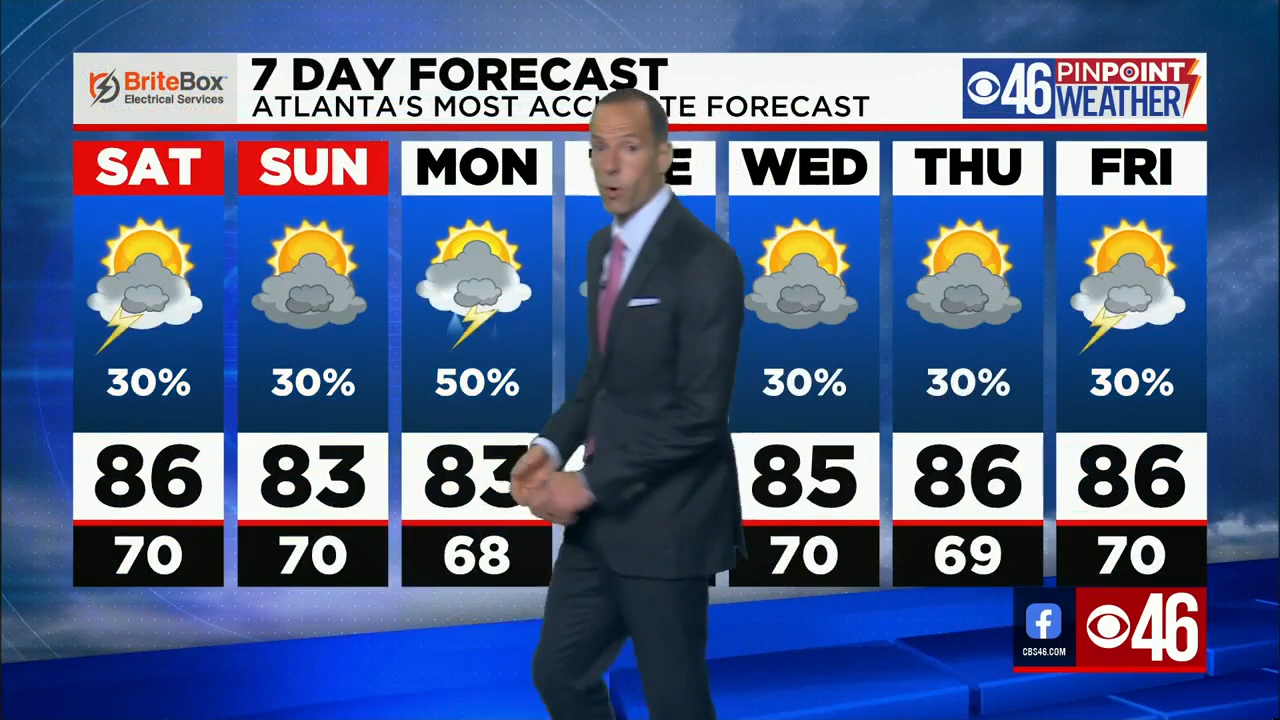 BriteBox
Electrical Services
7 DAY FORECAST
ATLANTA'S MOST FORECAST
46 PINPOINT WEATHER
SAT SUN MON WED THU FRI
30% 30% 50% 30% 30% 30%
86 83 83 85 86 86
70 70 68 70 69 70
46
CBS46.COM